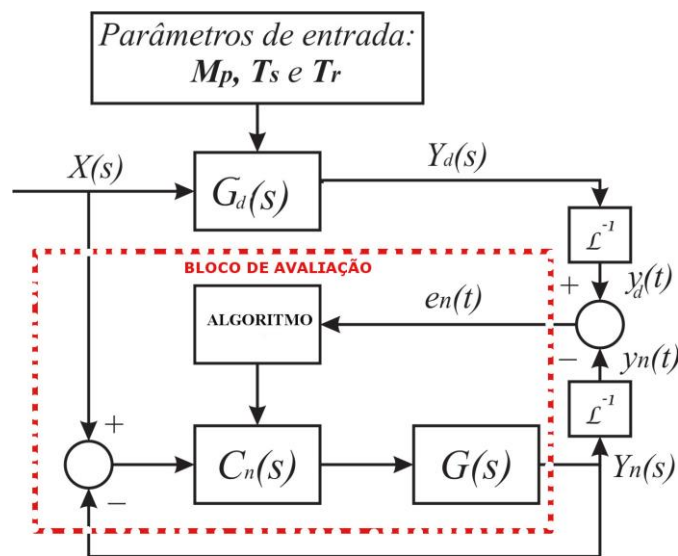 Parâmetros de entrada:
Mp, Ts e Tr
X(s)
Gd(s)
Yd(s)
ℒ⁻¹
BLOCO DE AVALIAÇÃO
+
yd(t)
ALGORITMO
en(t)
−
yn(t)
ℒ⁻¹
+
Cn(s)
G(s)
Yn(s)
−